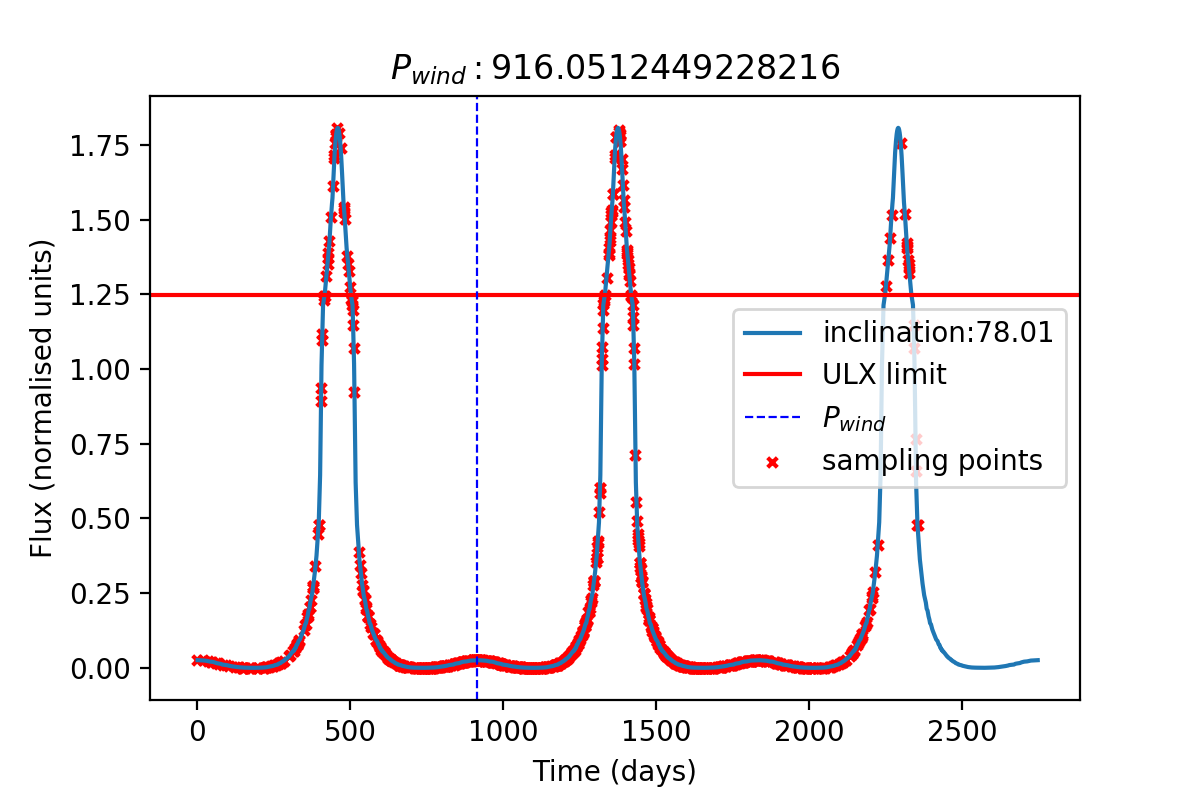 P_wind : 916.0512449228216
Flux (normalised units)
1.75
1.50
1.25
1.00
0.75
0.50
0.25
0.00
inclination:78.01
ULX limit
P_wind
sampling points
0 500 1000 1500 2000 2500
Time (days)